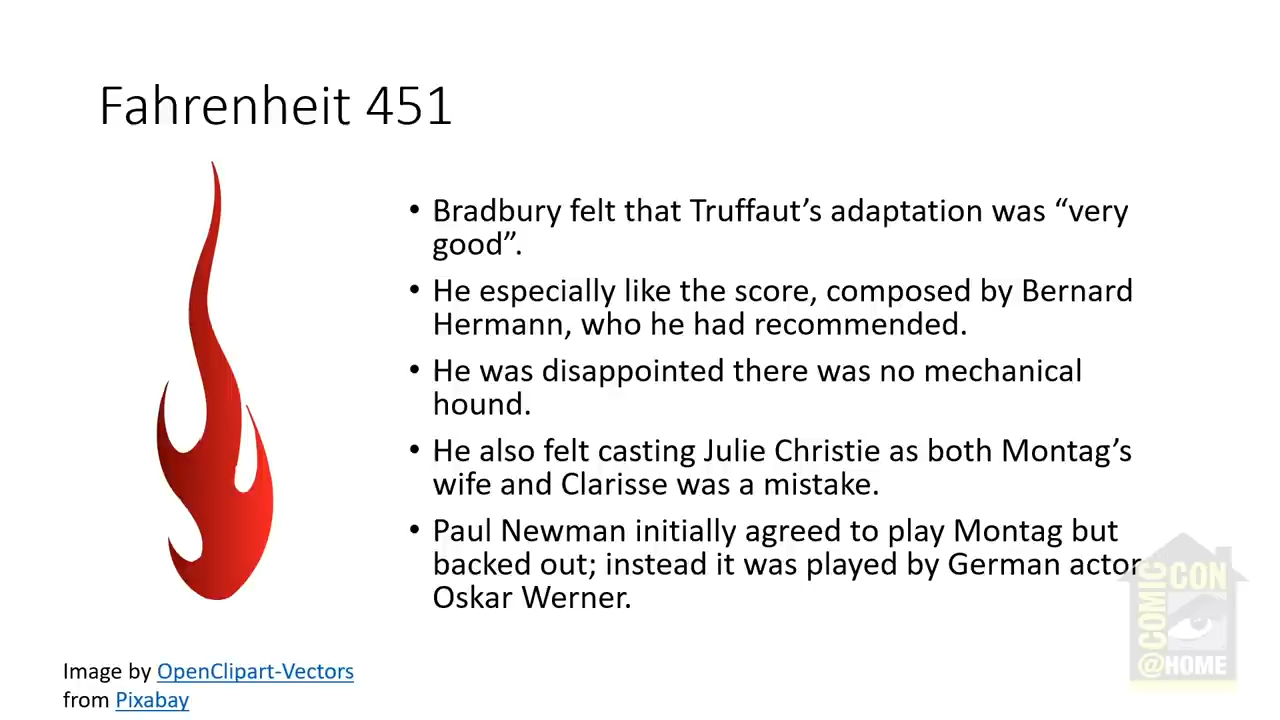 Fahrenheit 451
• Bradbury felt that Truffaut’s adaptation was “very
good”.
• He especially like the score, composed by Bernard
Hermann, who he had recommended.
• He was disappointed there was no mechanical
hound.
• He also felt casting Julie Christie as both Montag’s
wife and Clarisse was a mistake.
• Paul Newman initially agreed to play Montag but
backed out; instead it was played by German actor
Oskar Werner.
Image by OpenClipart-Vectors
from Pixabay
COMIC
CON
@HOME